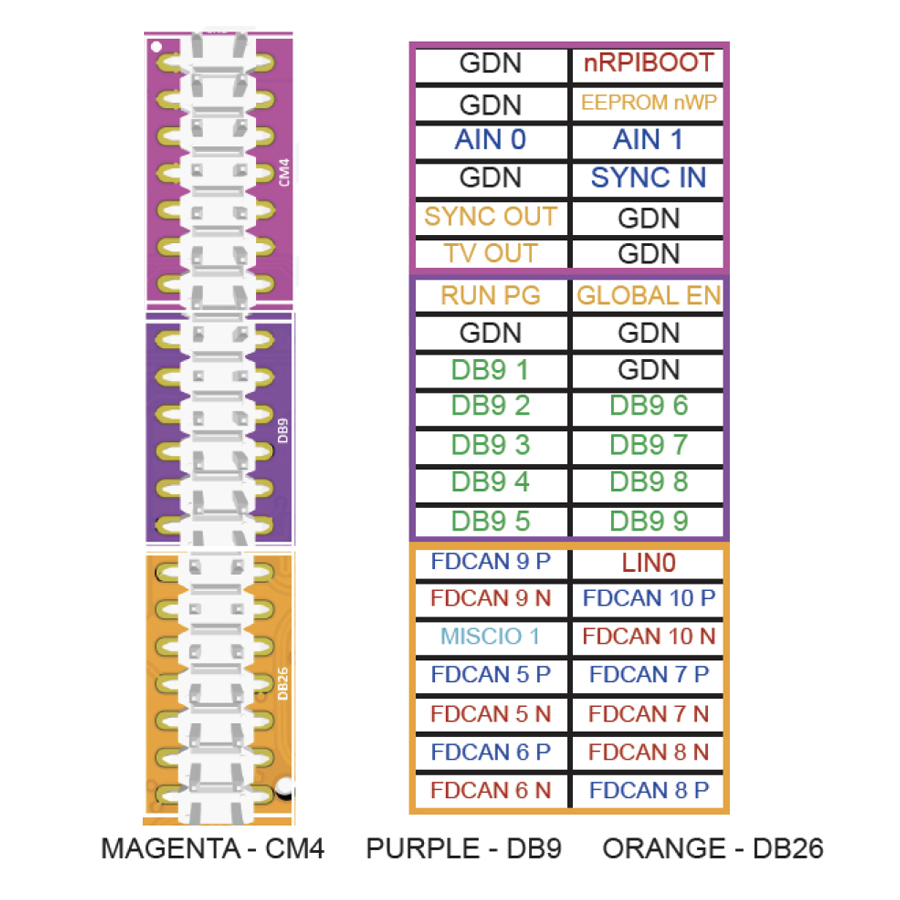 CM4
DB9
DB26
GDN nRPIBOOT
GDN EEPROM nWP
AIN 0 AIN 1
GDN SYNC IN
SYNC OUT GDN
TV OUT GDN
RUN PG GLOBAL EN
GDN GDN
DB9 1 GDN
DB9 2 DB9 6
DB9 3 DB9 7
DB9 4 DB9 8
DB9 5 DB9 9
FDCAN 9 P LIN0
FDCAN 9 N FDCAN 10 P
MISCIO 1 FDCAN 10 N
FDCAN 5 P FDCAN 7 P
FDCAN 5 N FDCAN 7 N
FDCAN 6 P FDCAN 8 N
FDCAN 6 N FDCAN 8 P
MAGENTA - CM4 PURPLE - DB9 ORANGE - DB26